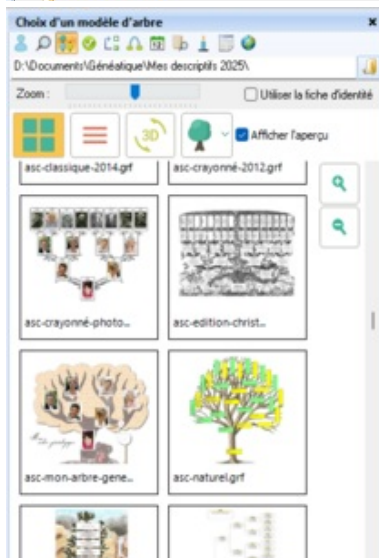 Choix d'un modèle d'arbre
D:\Documents\Généatique\Mes descriptifs 2025\
Zoom :
Utiliser la fiche d'identité
3D
Afficher l'aperçu
asc-classique-2014.grf
asc-crayonné-2012.grf
asc-crayonné-photo...
asc-edition-christ...
asc-mon-arbre-gene...
asc-naturel.grf